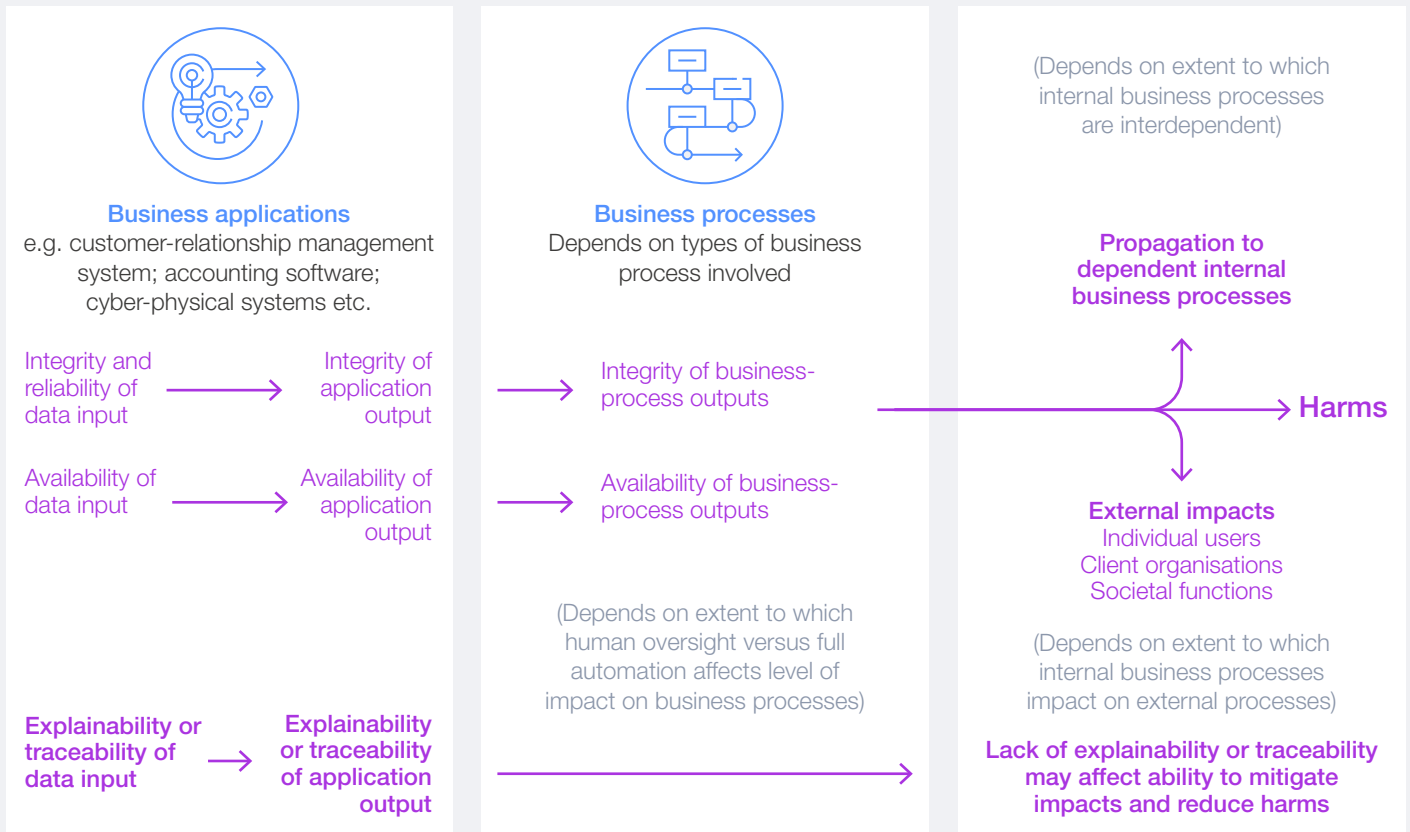 Business applications
e.g. customer-relationship management
system; accounting software;
cyber-physical systems etc.
Integrity and
reliability of
data input
Integrity of
application
output
Availability of
data input
Availability of
application
output
Explainability or
traceability of
data input
Explainability
or traceability
of application
output
Business processes
Depends on types of business
process involved
Integrity of business-
process outputs
Availability of business-
process outputs
(Depends on extent to which
human oversight versus full
automation affects level of
impact on business processes)
(Depends on extent to which
internal business processes
are interdependent)
Propagation to
dependent internal
business processes
Harms
External impacts
Individual users
Client organisations
Societal functions
(Depends on extent to which
internal business processes
impact on external processes)
Lack of explainability or traceability
may affect ability to mitigate
impacts and reduce harms